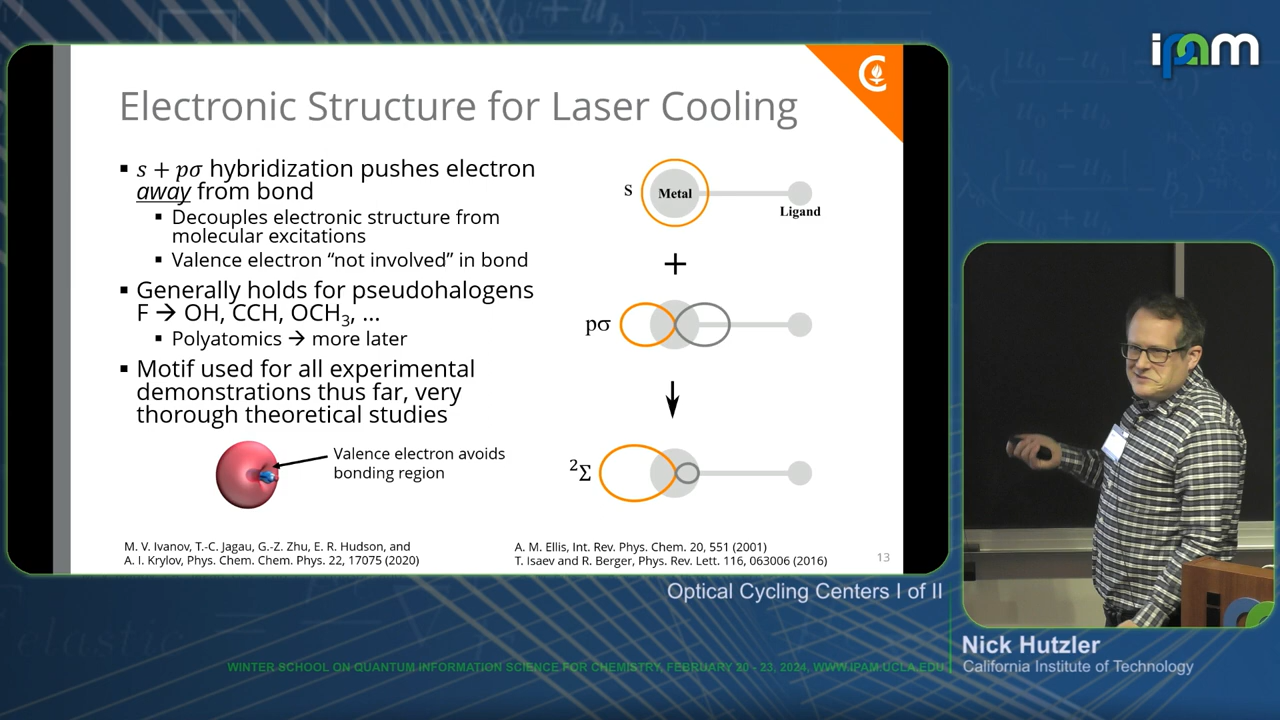 ipam
Electronic Structure for Laser Cooling
▪ s + pσ hybridization pushes electron
away from bond
▪ Decouples electronic structure from
molecular excitations
▪ Valence electron “not involved” in bond
▪ Generally holds for pseudohalogens
F → OH, CCH, OCH₃, …
▪ Polyatomics → more later
▪ Motif used for all experimental
demonstrations thus far, very
thorough theoretical studies
Valence electron avoids
bonding region
S
Metal
Ligand
+
pσ
²Σ
M. V. Ivanov, T.-C. Jagau, G.-Z. Zhu, E. R. Hudson, and
A. I. Krylov, Phys. Chem. Chem. Phys. 22, 17075 (2020)
A. M. Ellis, Int. Rev. Phys. Chem. 20, 551 (2001)
T. Isaev and R. Berger, Phys. Rev. Lett. 116, 063006 (2016)
13
Optical Cycling Centers I of II
Nick Hutzler
California Institute of Technology
WINTER SCHOOL ON QUANTUM INFORMATION SCIENCE FOR CHEMISTRY, FEBRUARY 20 - 23, 2024, WWW.IPAM.UCLA.EDU
elastic